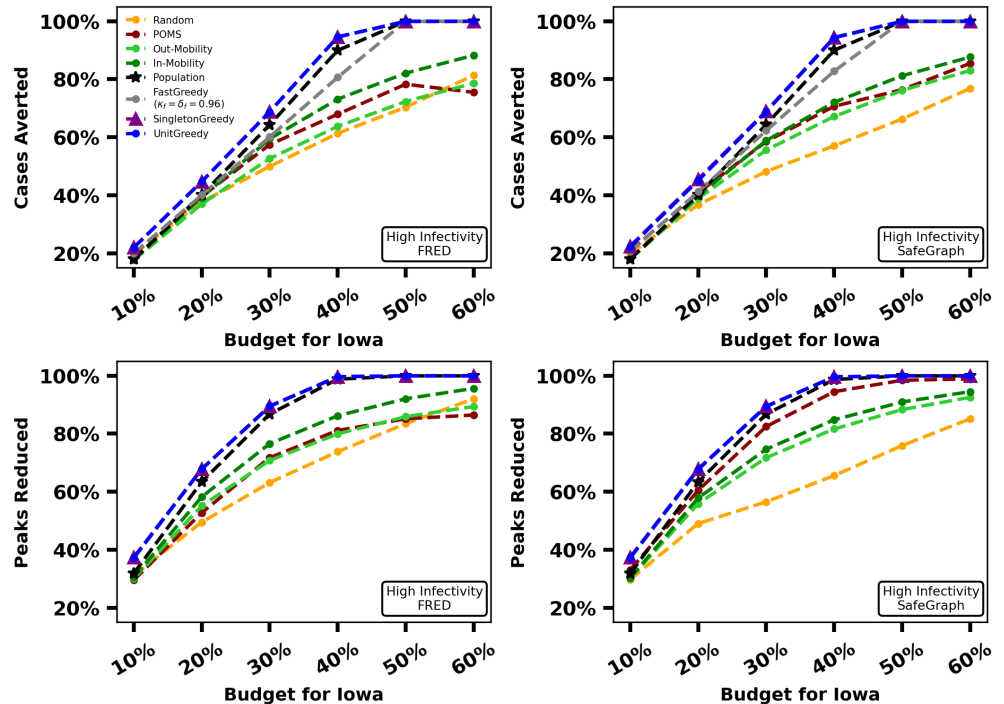 100%
80%
60%
40%
20%
Cases Averted
Random
POMS
Out-Mobility
In-Mobility
Population
FastGreedy
(κf = δf = 0.96)
SingletonGreedy
UnitGreedy
High Infectivity
FRED
10%
20%
30%
40%
50%
60%
Budget for Iowa
100%
80%
60%
40%
20%
Cases Averted
High Infectivity
SafeGraph
10%
20%
30%
40%
50%
60%
Budget for Iowa
100%
80%
60%
40%
20%
Peaks Reduced
High Infectivity
FRED
10%
20%
30%
40%
50%
60%
Budget for Iowa
100%
80%
60%
40%
20%
Peaks Reduced
High Infectivity
SafeGraph
10%
20%
30%
40%
50%
60%
Budget for Iowa